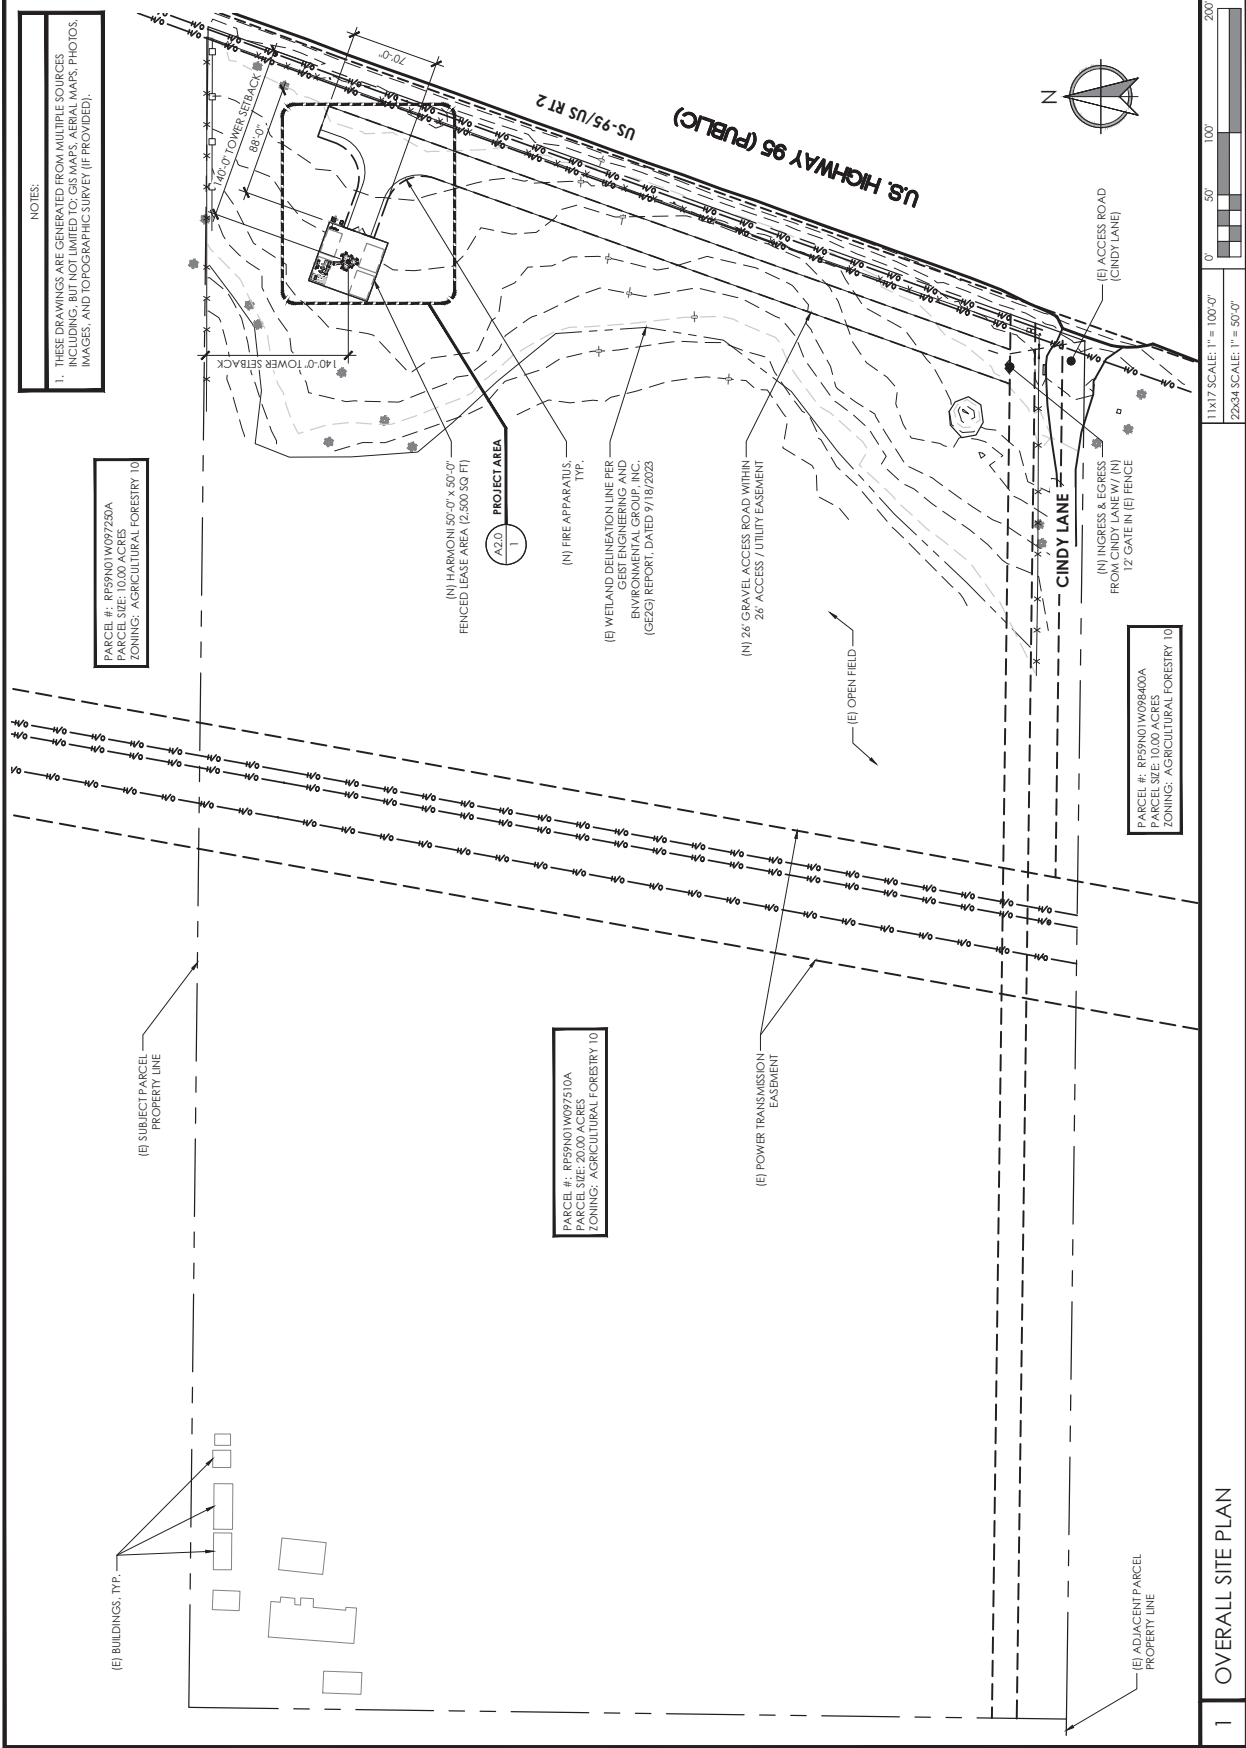 NOTES:
1. THESE DRAWINGS ARE GENERATED FROM MULTIPLE SOURCES
INCLUDING, BUT NOT LIMITED TO; GIS MAPS, AERIAL MAPS, PHOTOS,
IMAGES, AND TOPOGRAPHIC SURVEY (IF PROVIDED).
(E) BUILDINGS, TYP.
(E) SUBJECT PARCEL
PROPERTY LINE
PARCEL #: RP59N01W097250A
PARCEL SIZE: 10.00 ACRES
ZONING: AGRICULTURAL FORESTRY 10
140'-0" TOWER SETBACK
140'-0" TOWER SETBACK
88'-0"
70'-0"
(N) HARMONI 50'-0" x 50'-0"
FENCED LEASE AREA (2,500 SQ FT)
PROJECT AREA
A2.0
1
(N) FIRE APPARATUS,
TYP.
(E) WETLAND DELINEATION LINE PER
GEIST ENGINEERING AND
ENVIRONMENTAL GROUP, INC.
(GE2G) REPORT, DATED 9/18/2023
(N) 26' GRAVEL ACCESS ROAD WITHIN
26' ACCESS / UTILITY EASEMENT
US-95/US RT 2
U.S. HIGHWAY 95 (PUBLIC)
PARCEL #: RP59N01W097510A
PARCEL SIZE: 20.00 ACRES
ZONING: AGRICULTURAL FORESTRY 10
(E) POWER TRANSMISSION
EASEMENT
(E) OPEN FIELD
N
CINDY LANE
(E) ACCESS ROAD
(CINDY LANE)
(N) INGRESS & EGRESS
FROM CINDY LANE W/ (N)
12' GATE IN (E) FENCE
PARCEL #: RP59N01W098400A
PARCEL SIZE: 10.00 ACRES
ZONING: AGRICULTURAL FORESTRY 10
(E) ADJACENT PARCEL
PROPERTY LINE
1
OVERALL SITE PLAN
11x17 SCALE: 1" = 100'-0"
22x34 SCALE: 1" = 50'-0"
0' 50' 100' 200'